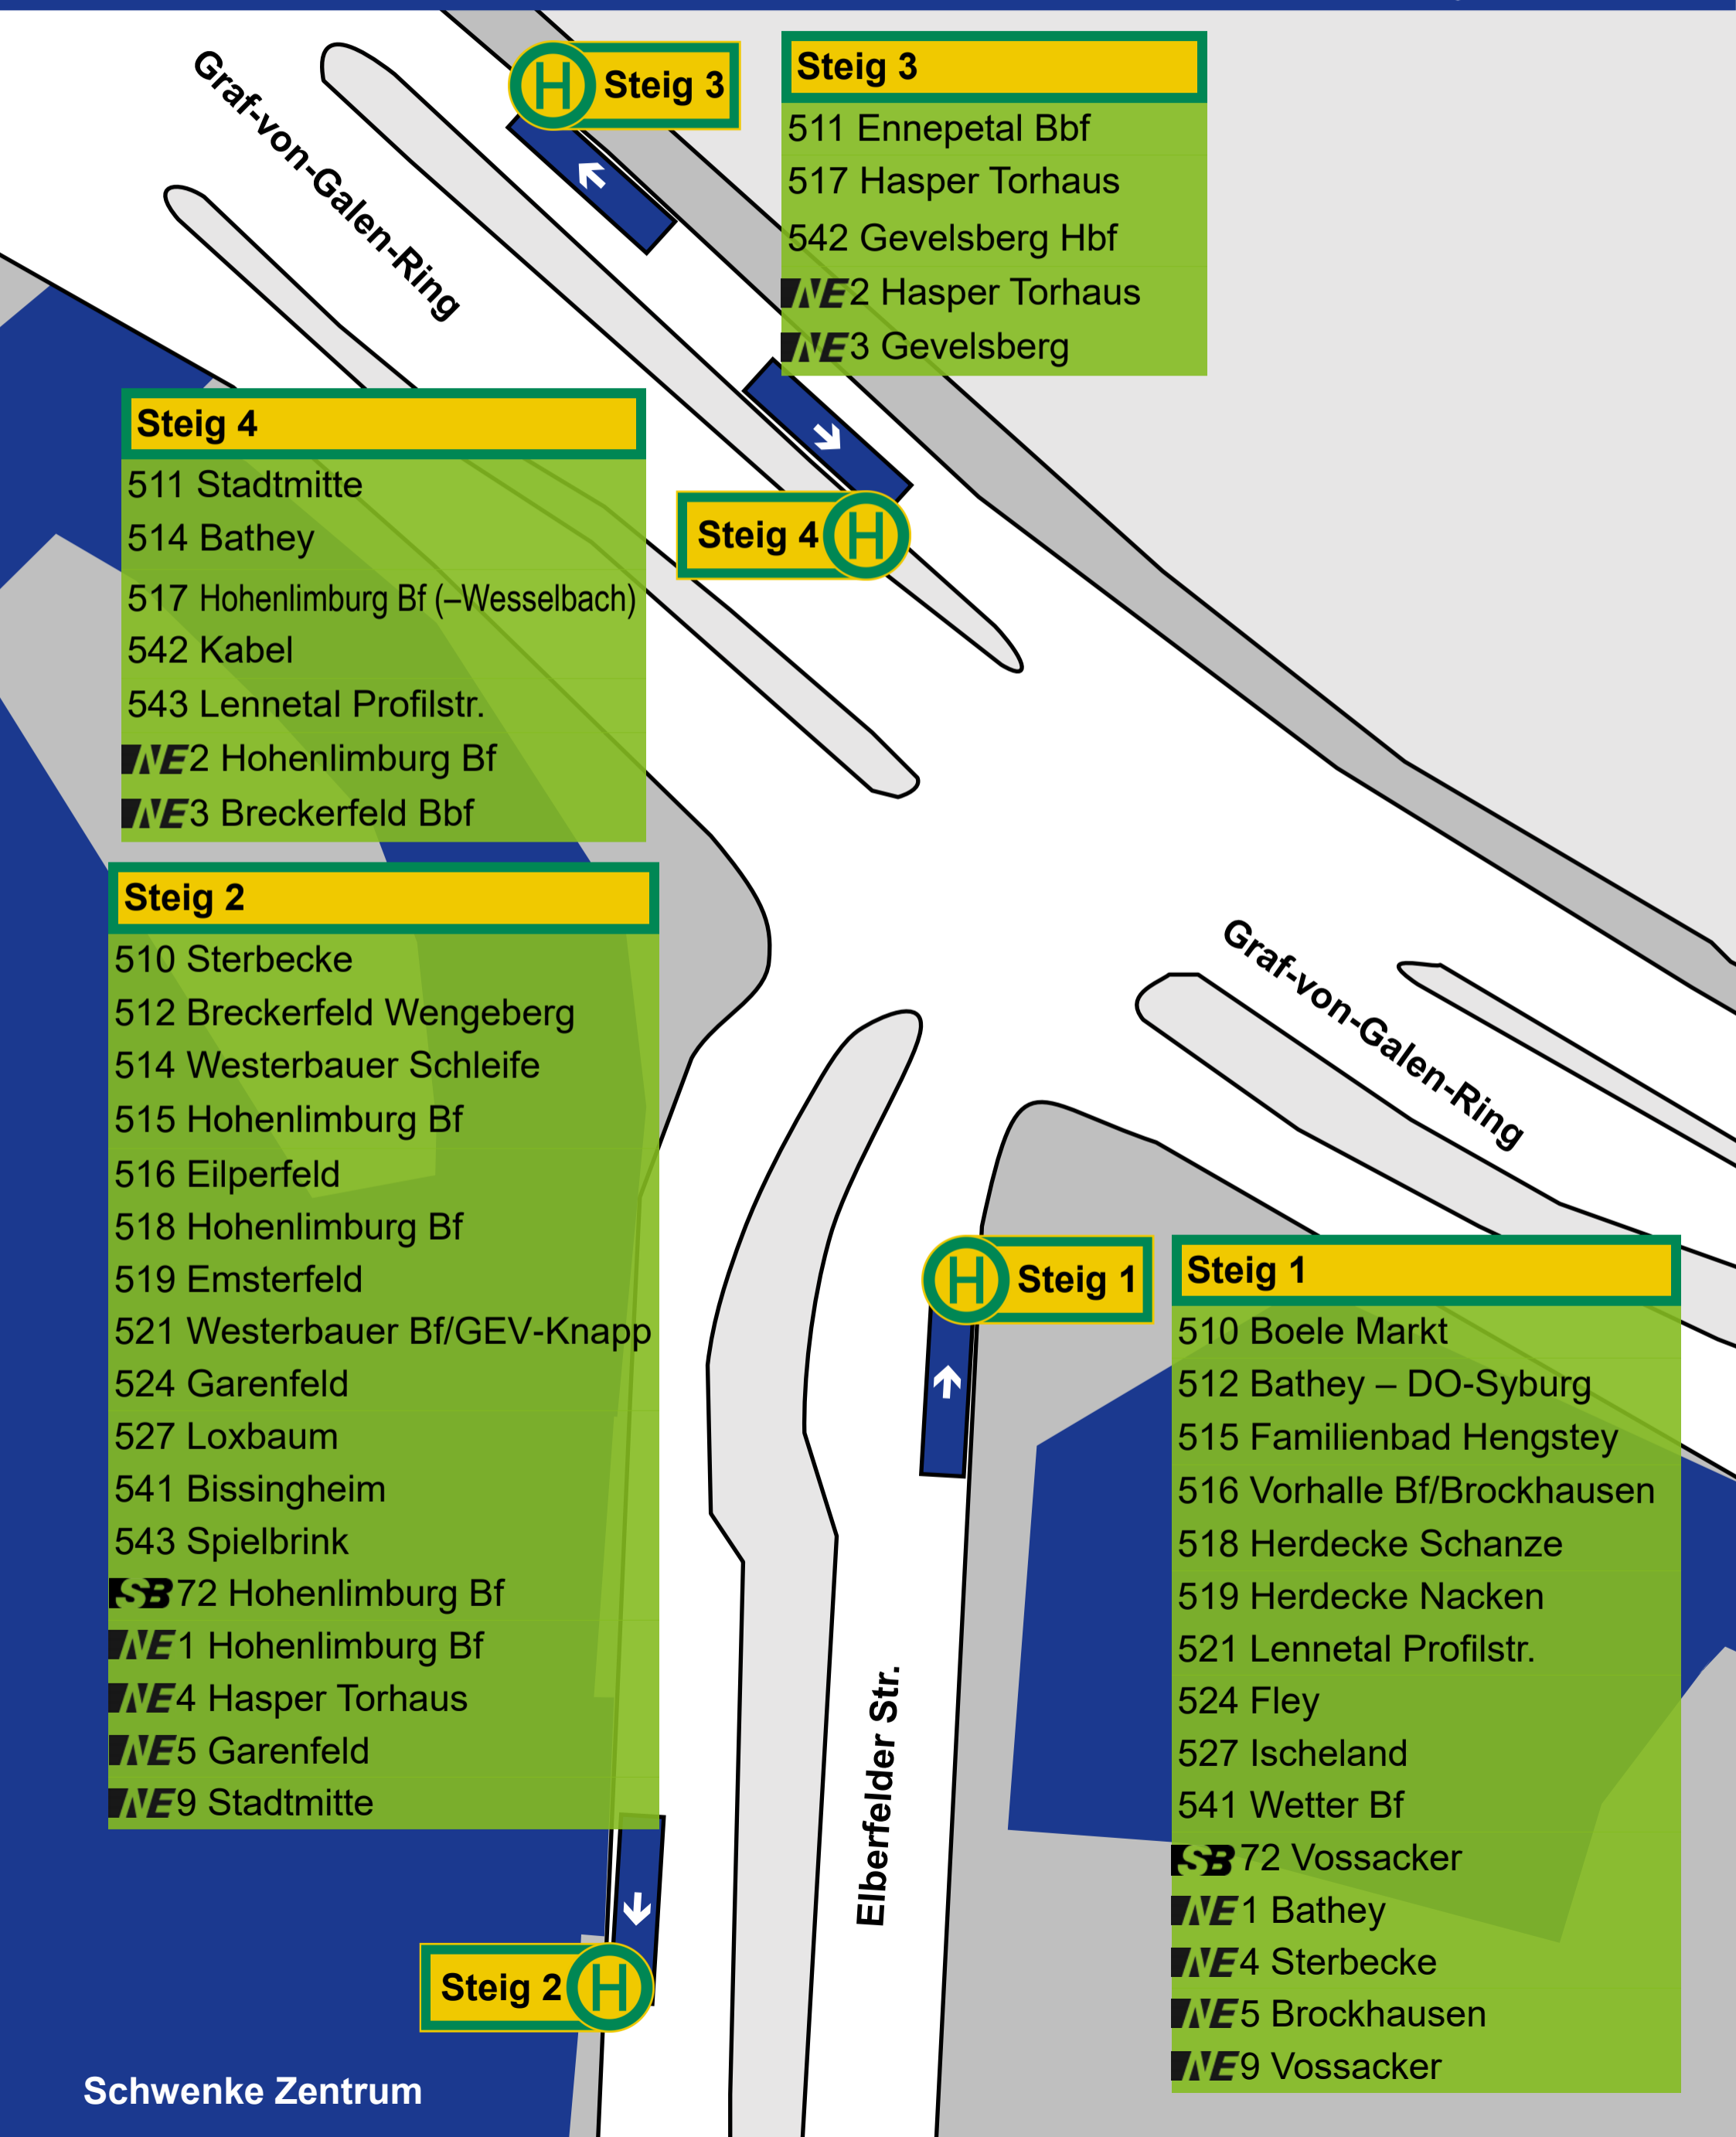 Graf-von-Galen-Ring
H Steig 3
Steig 3
511 Ennepetal Bbf
517 Hasper Torhaus
542 Gevelsberg Hbf
NE2 Hasper Torhaus
NE3 Gevelsberg
Steig 4
511 Stadtmitte
514 Bathey
517 Hohenlimburg Bf (–Wesselbach)
542 Kabel
543 Lennetal Profilstr.
NE2 Hohenlimburg Bf
NE3 Breckerfeld Bbf
Steig 4 H
Steig 2
510 Sterbecke
512 Breckerfeld Wengeberg
514 Westerbauer Schleife
515 Hohenlimburg Bf
516 Eilperfeld
518 Hohenlimburg Bf
519 Emsterfeld
521 Westerbauer Bf/GEV-Knapp
524 Garenfeld
527 Loxbaum
541 Bissingheim
543 Spielbrink
SB72 Hohenlimburg Bf
NE1 Hohenlimburg Bf
NE4 Hasper Torhaus
NE5 Garenfeld
NE9 Stadtmitte
Graf-von-Galen-Ring
H Steig 1
Steig 1
510 Boele Markt
512 Bathey – DO-Syburg
515 Familienbad Hengstey
516 Vorhalle Bf/Brockhausen
518 Herdecke Schanze
519 Herdecke Nacken
521 Lennetal Profilstr.
524 Fley
527 Ischeland
541 Wetter Bf
SB72 Vossacker
NE1 Bathey
NE4 Sterbecke
NE5 Brockhausen
NE9 Vossacker
Elberfelder Str.
Steig 2 H
Schwenke Zentrum